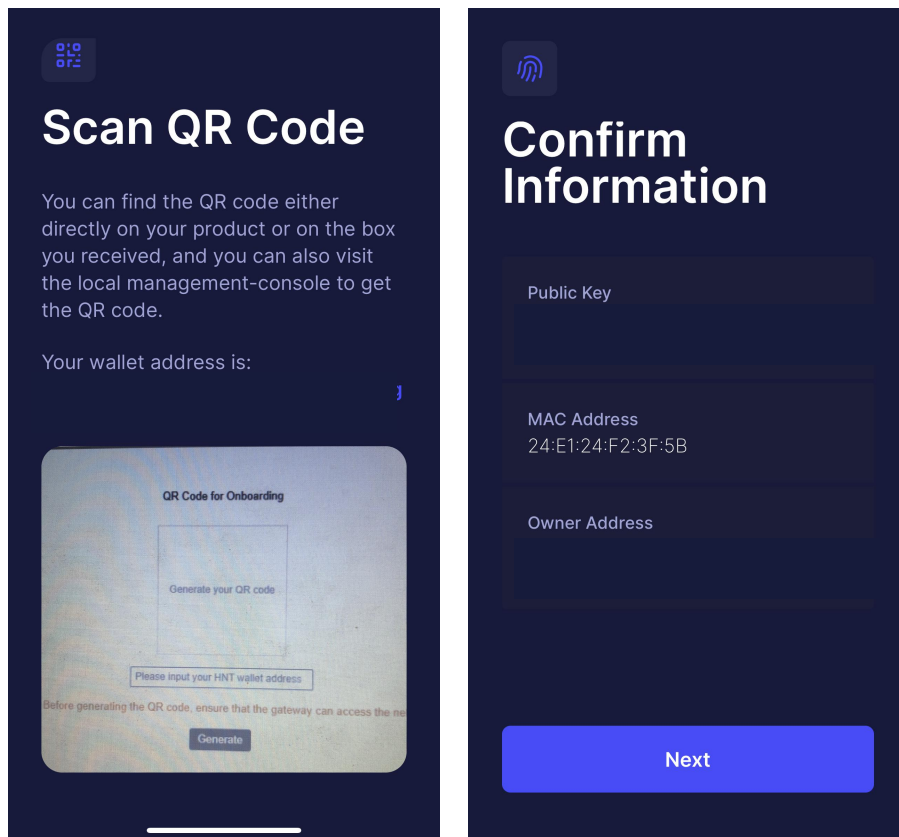 Scan QR Code
You can find the QR code either
directly on your product or on the box
you received, and you can also visit
the local management-console to get
the QR code.
Your wallet address is:
g
QR Code for Onboarding
Generate your QR code
Please input your HNT wallet address
Before generating the QR code, ensure that the gateway can access the ne
Generate
Confirm
Information
Public Key
MAC Address
24:E1:24:F2:3F:5B
Owner Address
Next